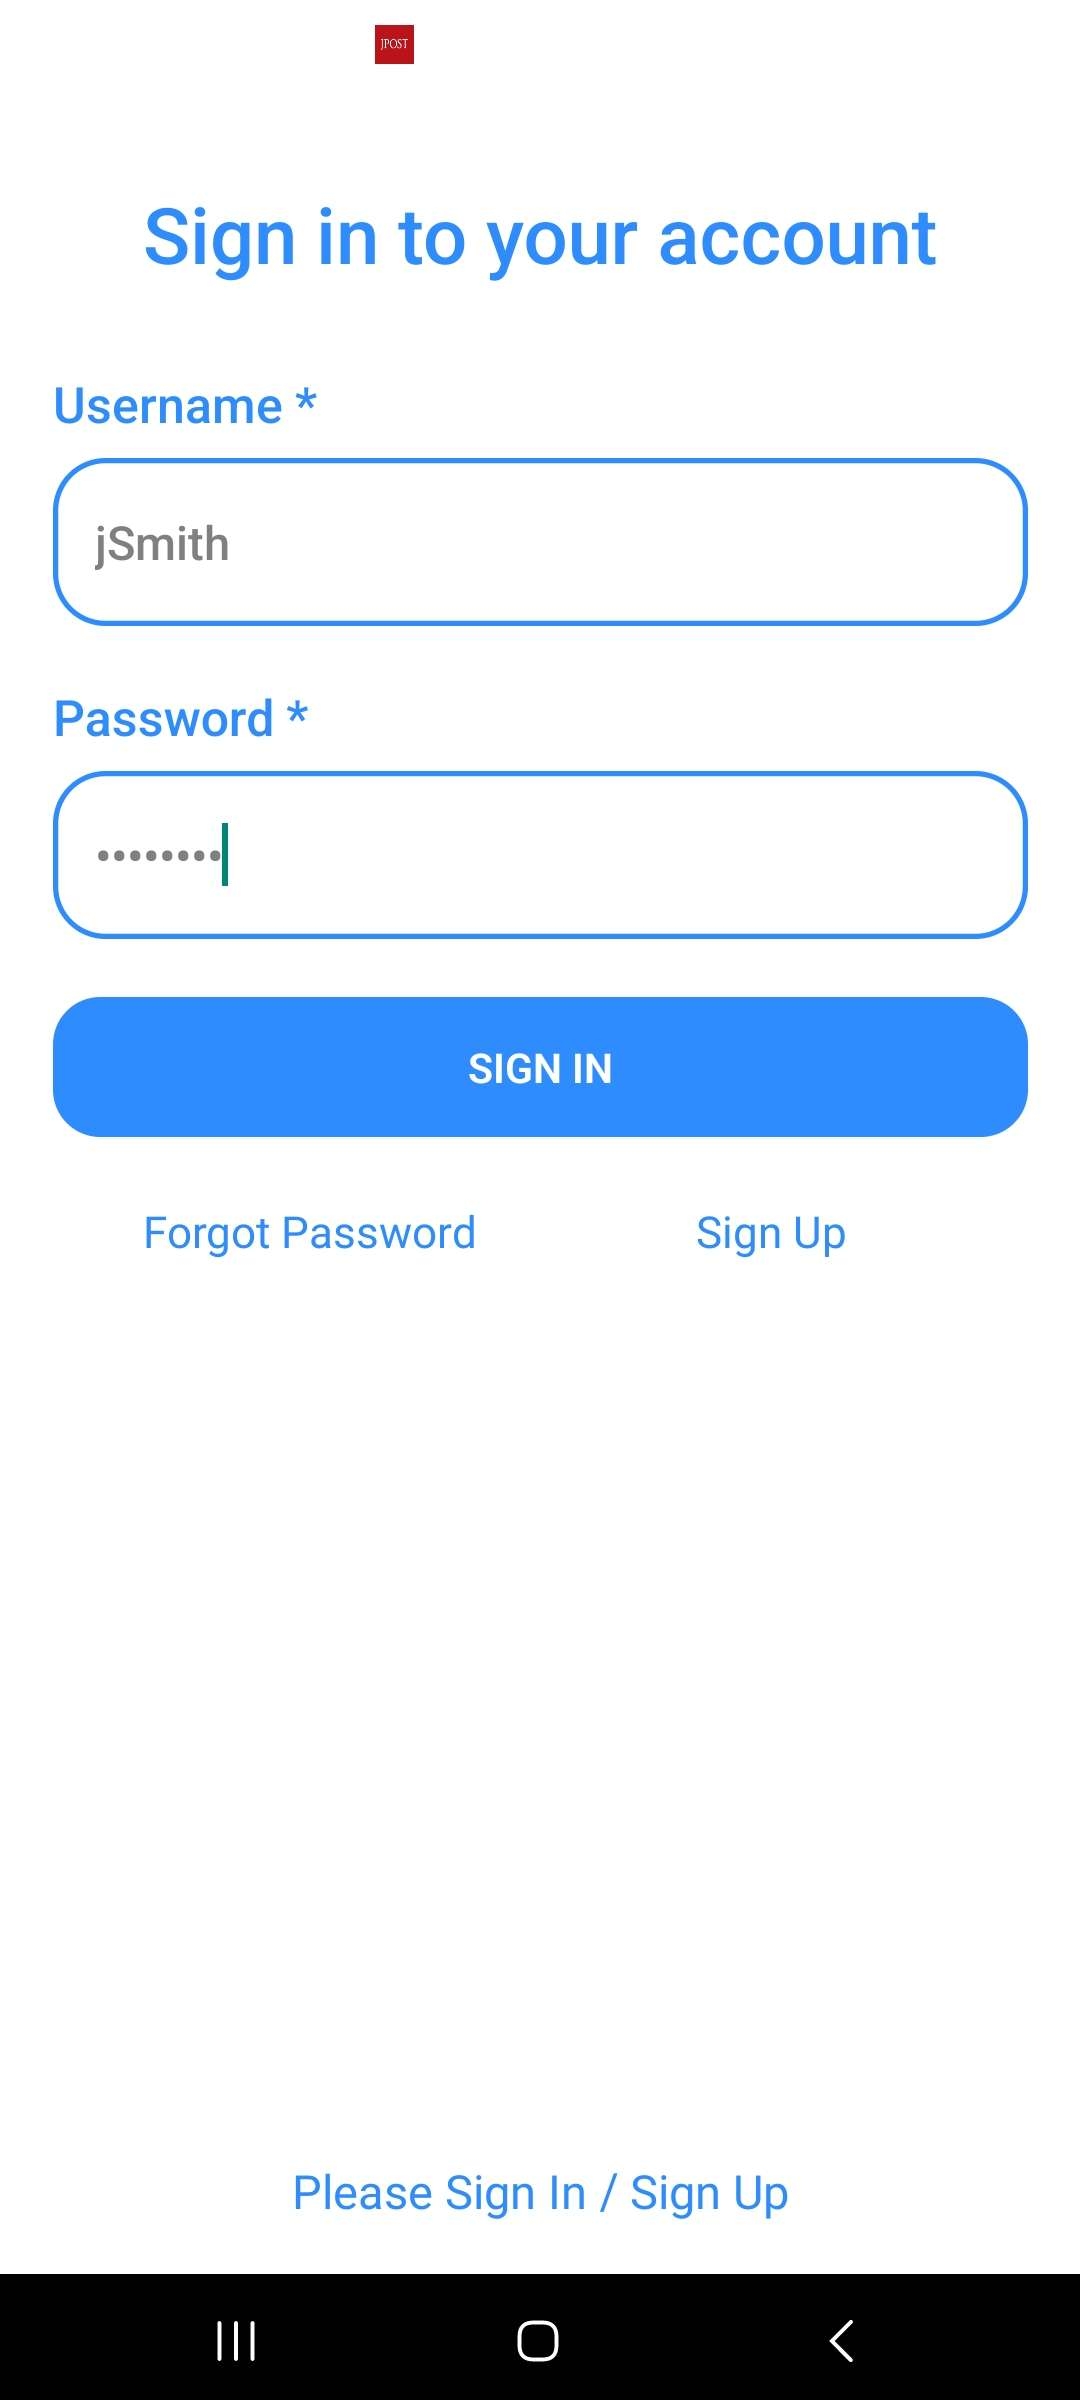 JPOST
Sign in to your account
Username *
jSmith
Password *
••••••••
SIGN IN
Forgot Password
Sign Up
Please Sign In / Sign Up